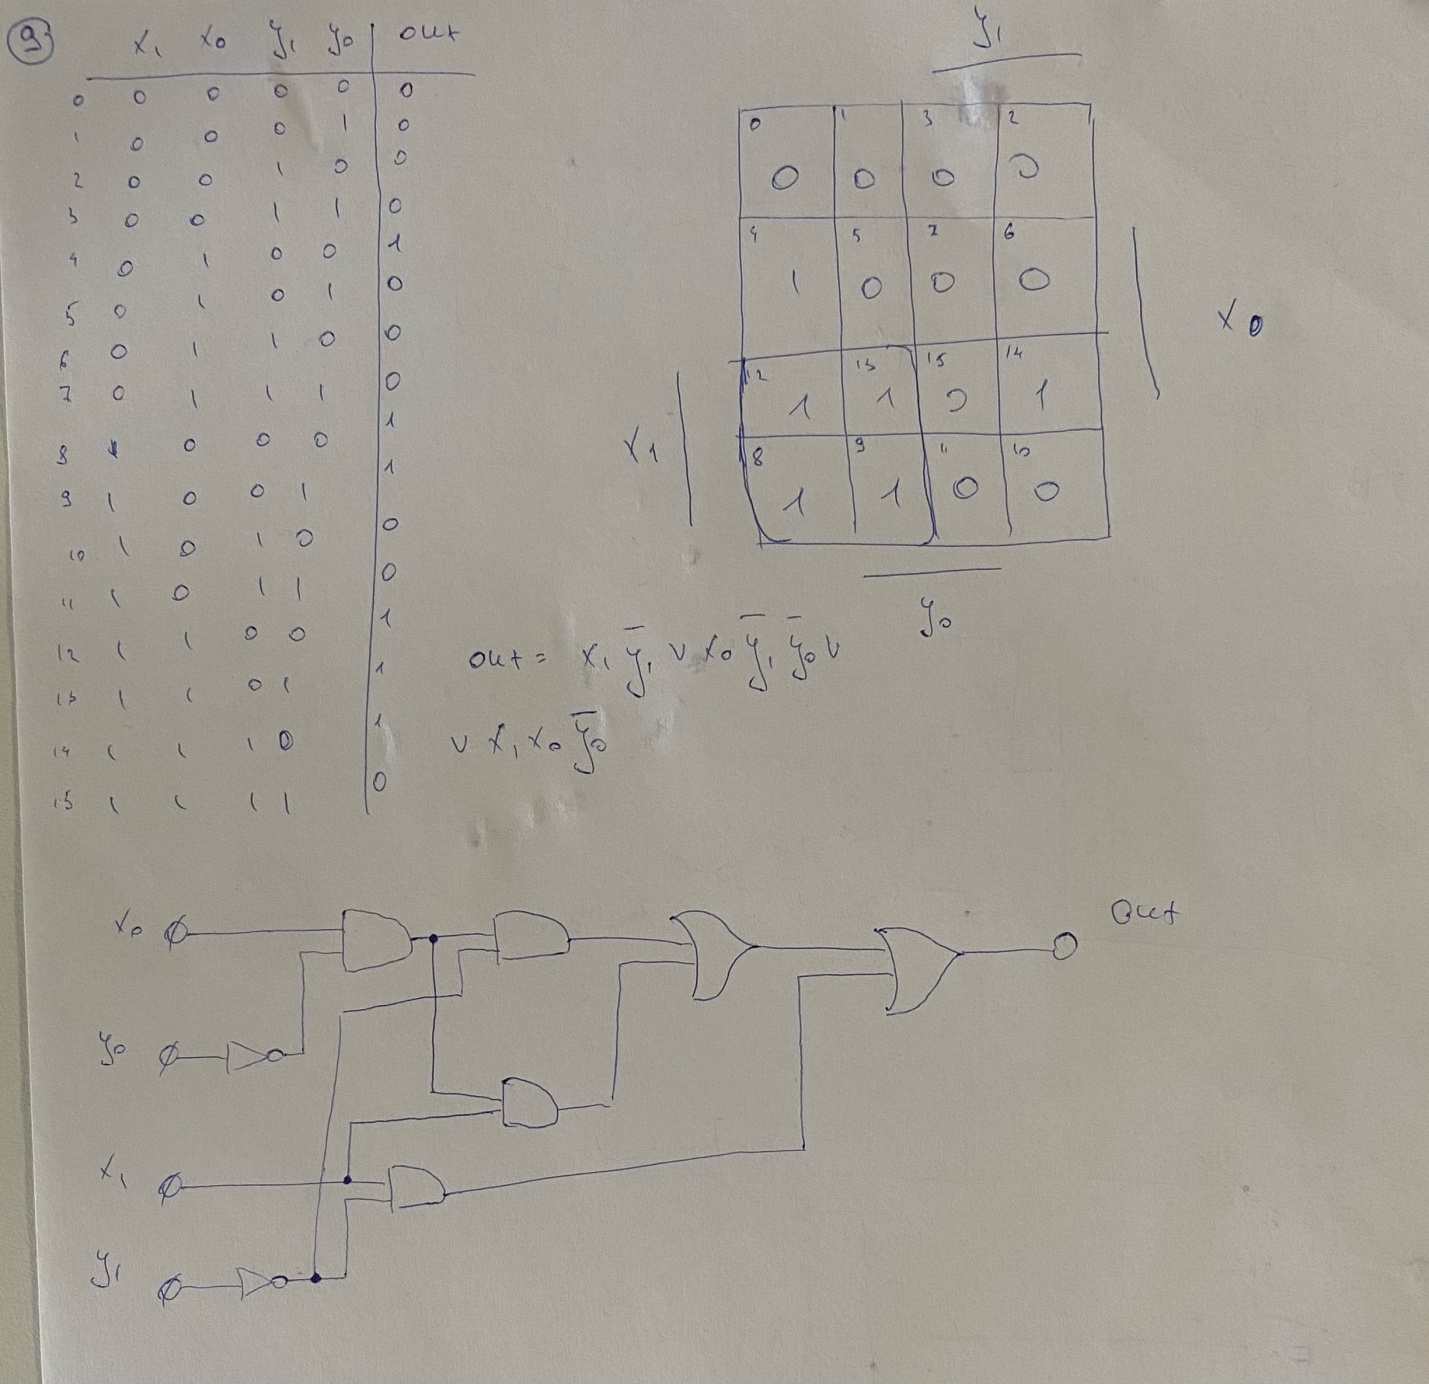 9
x₁ x₀ y₁ y₀ | out
0 0 0 0 0 | 0
1 0 0 0 1 | 0
2 0 0 1 0 | 0
3 0 0 1 1 | 0
4 0 1 0 0 | 1
5 0 1 0 1 | 0
6 0 1 1 0 | 0
7 0 1 1 1 | 0
8 1 0 0 0 | 1
9 1 0 0 1 | 1
10 1 0 1 0 | 0
11 1 0 1 1 | 0
12 1 1 0 0 | 1
13 1 1 0 1 | 1
14 1 1 1 0 | 1
15 1 1 1 1 | 0
y₁
0 1 3 2
0 0 0 0
4 5 7 6
1 0 0 0
x₀
12 13 15 14
1 1 0 1
x₁
8 9 11 10
1 1 0 0
y₀
out = x₁ y̅₁ ∨ x₀ y̅₁ y̅₀ ∨
∨ x₁ x₀ y̅₀
x₀
out
y₀
x₁
y₁